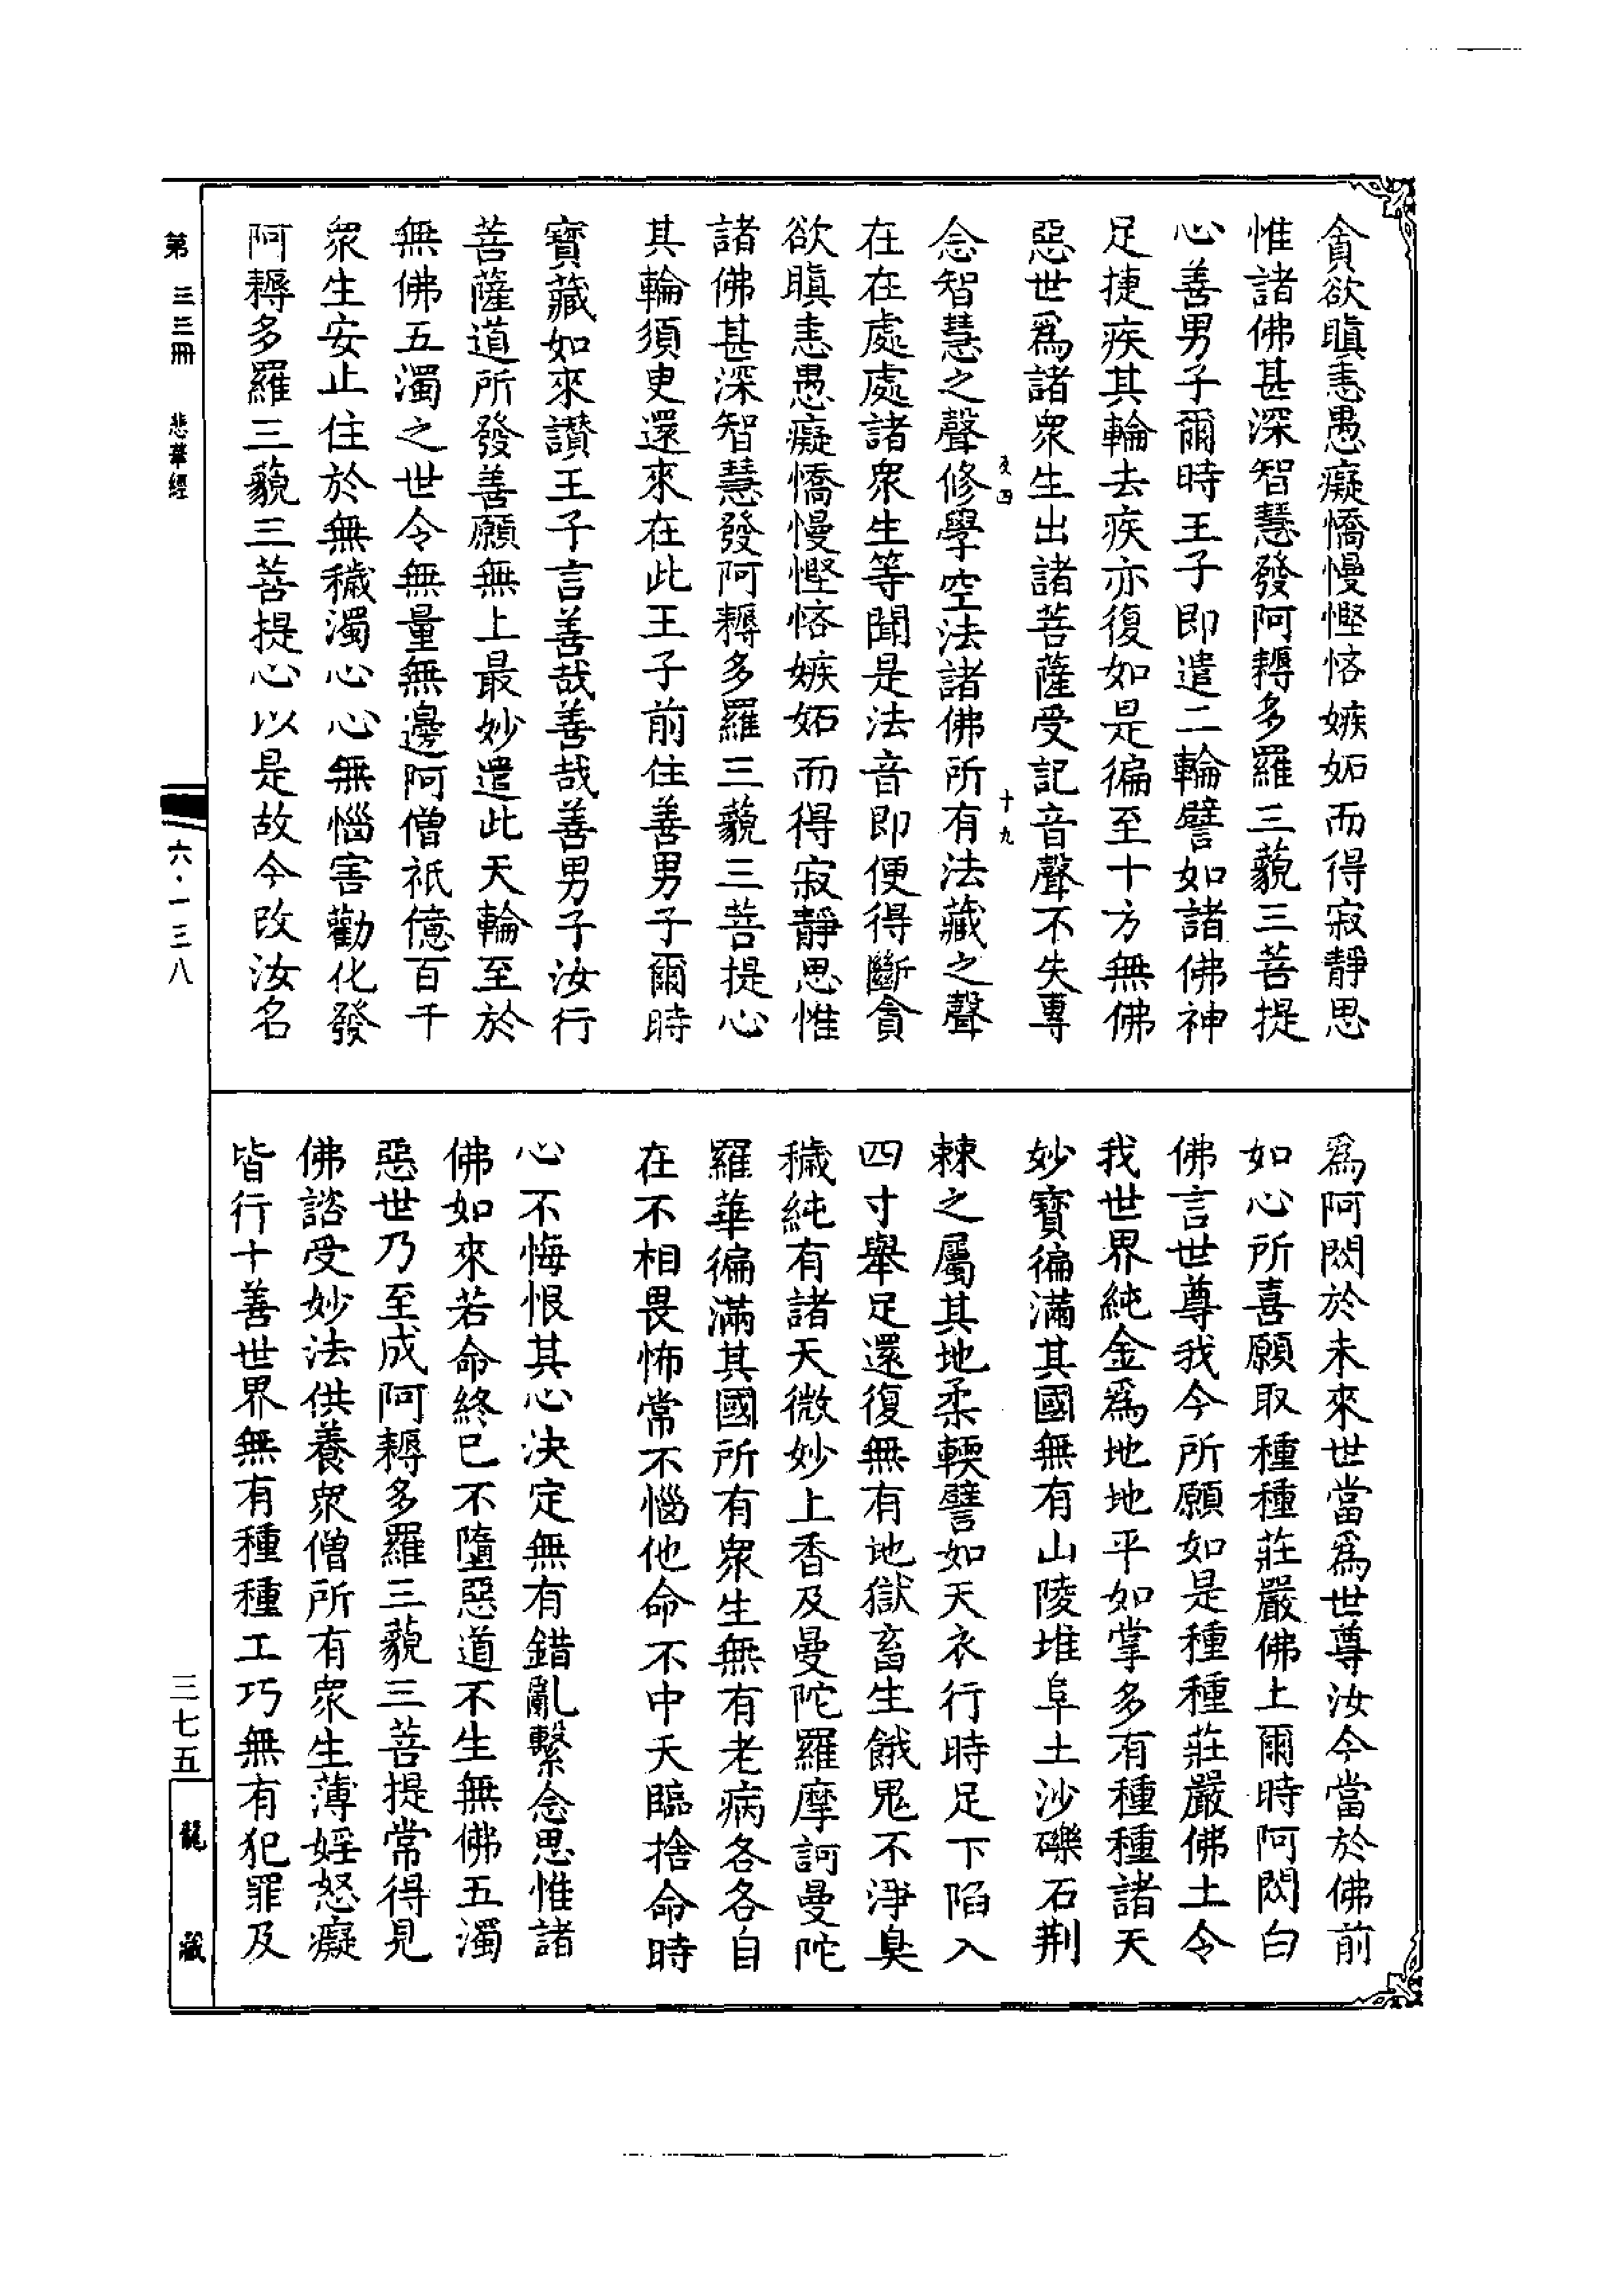 貪欲瞋恚愚癡憍慢慳悋嫉妬而得寂靜思
惟諸佛甚深智慧發阿耨多羅三藐三菩提
心善男子爾時王子即遣二輪譬如諸佛神
足捷疾其輪去疾亦復如是徧至十方無佛
惡世爲諸衆生出諸菩薩受記音聲不失專
念智慧之聲修學空法諸佛所有法藏之聲
在在處處諸衆生等聞是法音即便得斷貪
欲瞋恚愚癡憍慢慳悋嫉妬而得寂靜思惟
諸佛甚深智慧發阿耨多羅三藐三菩提心
其輪須臾還來在此王子前住善男子爾時
寶藏如來讃王子言善哉善哉善男子汝行
菩薩道所發善願無上最妙遣此天輪至於
無佛五濁之世令無量無邊阿僧祇億百千
衆生安止住於無穢濁心心無惱害勸化發
阿耨多羅三藐三菩提心以是故今改汝名
爲阿閦於未來世當爲世尊汝今當於佛前
如心所喜願取種種莊嚴佛土爾時阿閦白
佛言世尊我今所願如是種種莊嚴佛土令
我世界純金爲地地平如掌多有種種諸天
妙寶徧滿其國無有山陵堆阜土沙礫石荆
棘之屬其地柔輭譬如天衣行時足下陷入
四寸舉足還復無有地獄畜生餓鬼不淨臭
穢純有諸天微妙上香及曼陀羅摩訶曼陀
羅華徧滿其國所有衆生無有老病各各自
在不相畏怖常不惱他命不中夭臨捨命時
心不悔恨其心決定無有錯亂繫念思惟諸
佛如來若命終已不墮惡道不生無佛五濁
惡世乃至成阿耨多羅三藐三菩提常得見
佛諮受妙法供養衆僧所有衆生薄婬怒癡
皆行十善世界無有種種工巧無有犯罪及
四
十九
第三三冊 悲華經
六·一三八
三七五
龍藏